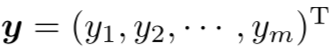 y = (y₁, y₂, ⋯ , yₘ)ᵀ